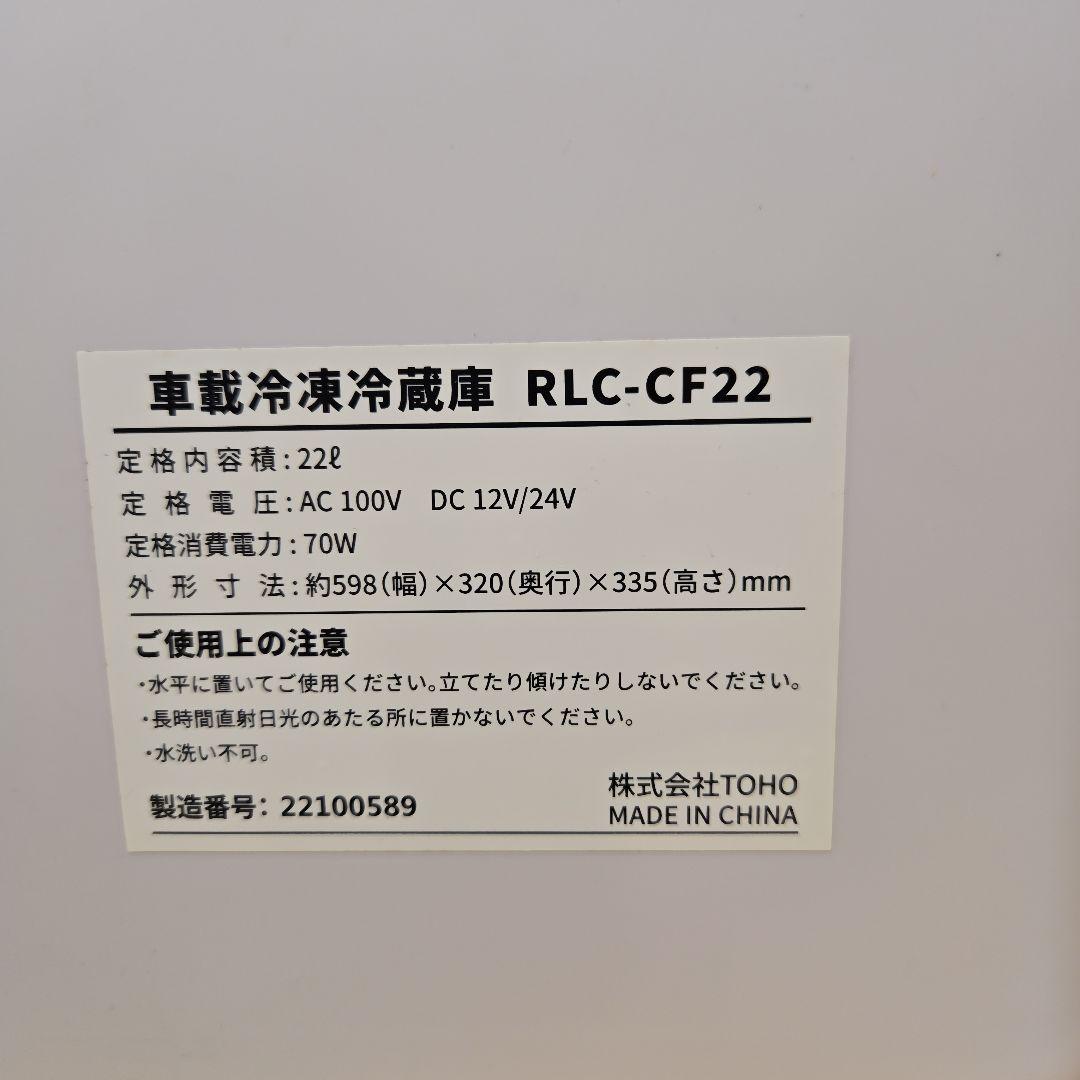 車載冷凍冷蔵庫 RLC-CF22
定格内容積:22ℓ
定格電圧:AC 100V DC 12V/24V
定格消費電力:70W
外形寸法:約598(幅)×320(奥行)×335(高さ)mm
ご使用上の注意
・水平に置いてご使用ください。立てたり傾けたりしないでください。
・長時間直射日光のあたる所に置かないでください。
・水洗い不可。
製造番号: 22100589
株式会社TOHO
MADE IN CHINA